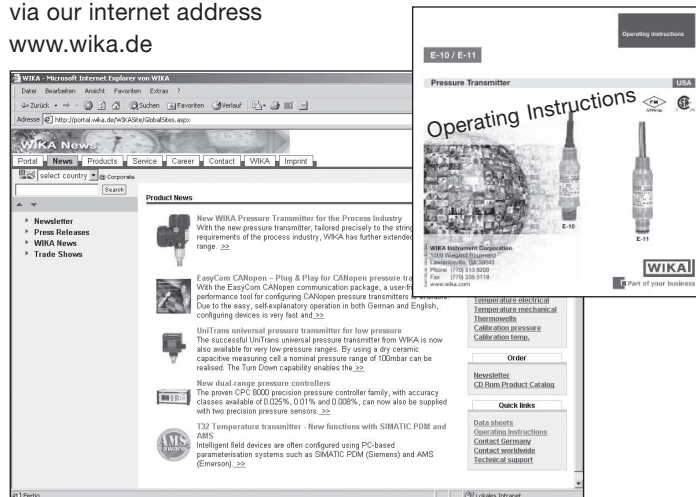 via our internet address
www.wika.de
WIKA - Microsoft Internet Explorer von WIKA
Datei Bearbeiten Ansicht Favoriten Extras ?
Zurück Suchen Favoriten Verlauf
Adresse http://portal.wika.de/WIKASite/GlobalSites.aspx
WIKA News
Portal News Products Service Career Contact WIKA Imprint
select country @ Corporate
Search
Newsletter
Press Releases
WIKA News
Trade Shows
Product News
New WIKA Pressure Transmitter for the Process Industry
With the new pressure transmitter, tailored precisely to the
requirements of the process industry, WIKA has further extended
range. >>
EasyCom CANopen – Plug & Play for CANopen pressure
With the EasyCom CANopen communication package, a
performance tool for configuring CANopen pressure transmitters is
Due to the easy, self-explanatory operation in both German and English,
configuring devices is very fast and >>
UniTrans universal pressure transmitter for low pressure
The successful UniTrans universal pressure transmitter from WIKA is now
also available for very low pressure ranges. By using a dry ceramic
capacitive measuring cell a nominal pressure range of 100mbar can be
realised. The Turn Down capability enables the >>
New dual-range pressure controllers
The proven CPC 8000 precision pressure controller family, with accuracy
classes available of 0.025%, 0.01% and 0.008%, can now also be supplied
with two precision pressure sensors. >>
T32 Temperature transmitter - New functions with SIMATIC PDM and
AMS
Intelligent field devices are often configured using PC-based
parameterisation systems such as SIMATIC PDM (Siemens) and AMS
(Emerson). >>
AMS
aware
Temperature electrical
Temperature mechanical
Thermowells
Calibration pressure
Calibration temp.
Order
Newsletter
CD Rom Product Catalog
Quick links
Data sheets
Operating Instructions
Contact Germany
Contact worldwide
Technical support
Fertig
Lokales Intranet
Operating Instructions
E-10 / E-11
Pressure Transmitter
USA
Operating Instructions
FM
APPROVED
E-10
E-11
WIKA Instrument Corporation
1000 Wiegand Boulevard
Lawrenceville, GA 30043
Phone (770) 513 8200
Fax (770) 338 5118
www.wika.com
WIKA
Part of your business